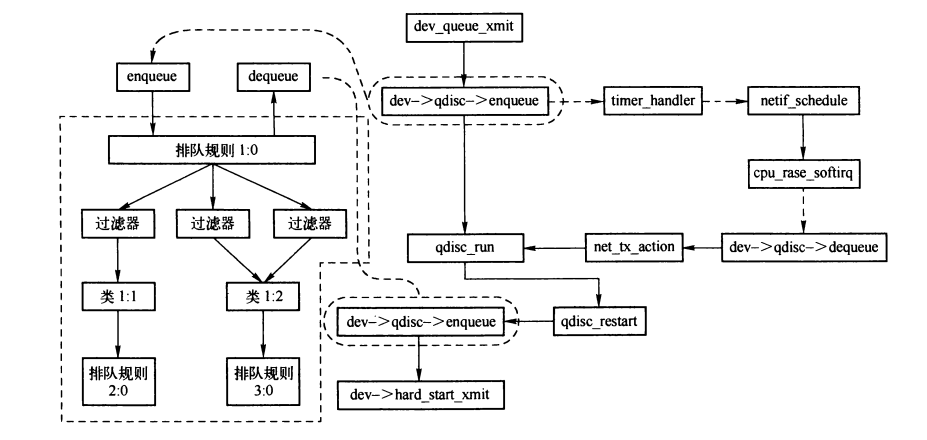 dev_queue_xmit
enqueue
dequeue
dev->qdisc->enqueue
timer_handler
netif_schedule
排队规则 1:0
cpu_rase_softirq
过滤器
过滤器
过滤器
qdisc_run
net_tx_action
dev->qdisc->dequeue
类 1:1
类 1:2
dev->qdisc->enqueue
qdisc_restart
排队规则
2:0
排队规则
3:0
dev->hard_start_xmit